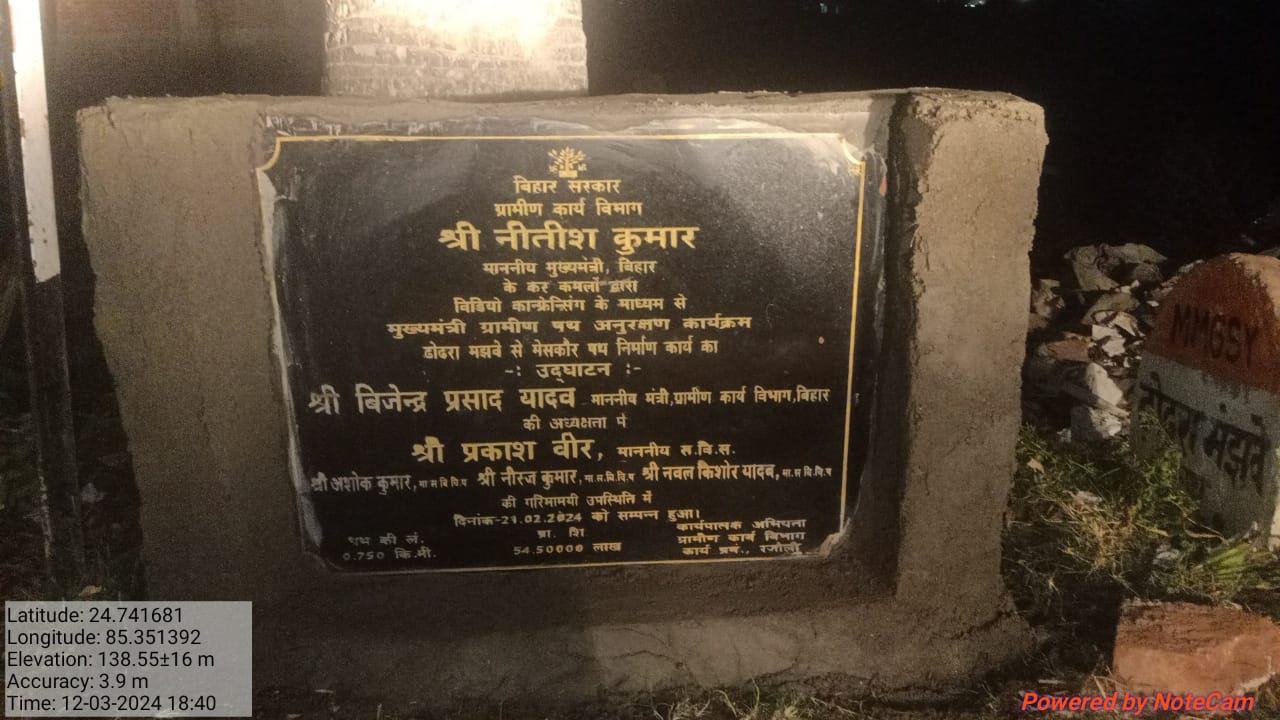 बिहार सरकार
ग्रामीण कार्य विभाग
श्री नीतीश कुमार
माननीय मुख्यमंत्री, बिहार
के कर कमलों द्वारा
विडियो कान्फ्रेन्सिंग के माध्यम से
मुख्यमंत्री ग्रामीण पथ अनुरक्षण कार्यक्रम
ढोढरा मंझवे से मेसकौर पथ निर्माण कार्य का
-: उद्घाटन :-
श्री बिजेन्द्र प्रसाद यादव माननीय मंत्री,ग्रामीण कार्य विभाग,बिहार
की अध्यक्षता में
श्री प्रकाश वीर, माननीय स.वि.स.
श्री अशोक कुमार, मा स वि वि प श्री नीरज कुमार, मा.स.वि.वि.प श्री नवल किशोर यादव, मा.स वि.वि.प
की गरिमामयी उपस्थिति में
दिनांक-21.02.2024 को सम्पन्न हुआ।
पथ की लं.
0.750 कि.मी.
प्रा. शि
54.50000 लाख
कार्यपालक अभियंता
ग्रामीण कार्य विभाग
कार्य प्रमं., रजौली
MMGSY
ढोढरा मंझवे
Latitude: 24.741681
Longitude: 85.351392
Elevation: 138.55±16 m
Accuracy: 3.9 m
Time: 12-03-2024 18:40
Powered by NoteCam